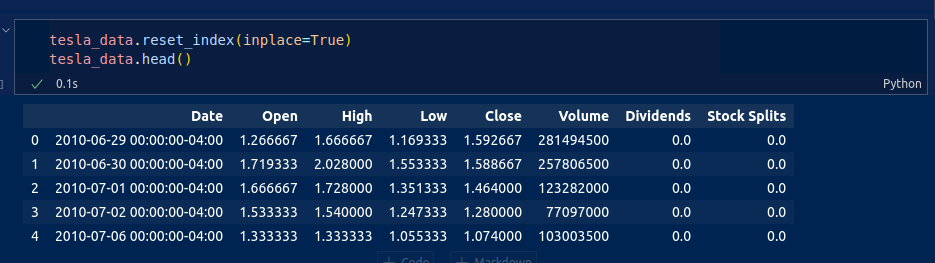 tesla_data.reset_index(inplace=True)
tesla_data.head()
0.1s Python
Date Open High Low Close Volume Dividends Stock Splits
0 2010-06-29 00:00:00-04:00 1.266667 1.666667 1.169333 1.592667 281494500 0.0 0.0
1 2010-06-30 00:00:00-04:00 1.719333 2.028000 1.553333 1.588667 257806500 0.0 0.0
2 2010-07-01 00:00:00-04:00 1.666667 1.728000 1.351333 1.464000 123282000 0.0 0.0
3 2010-07-02 00:00:00-04:00 1.533333 1.540000 1.247333 1.280000 77097000 0.0 0.0
4 2010-07-06 00:00:00-04:00 1.333333 1.333333 1.055333 1.074000 103003500 0.0 0.0
+ Code + Markdown